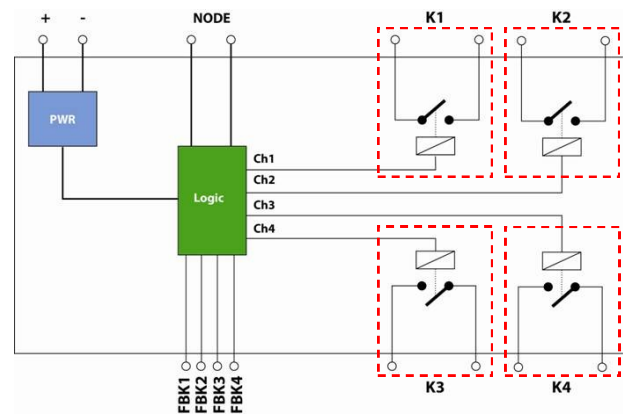 + - NODE K1 K2
PWR
Logic
Ch1
Ch2
Ch3
Ch4
FBK1
FBK2
FBK3
FBK4
K3 K4